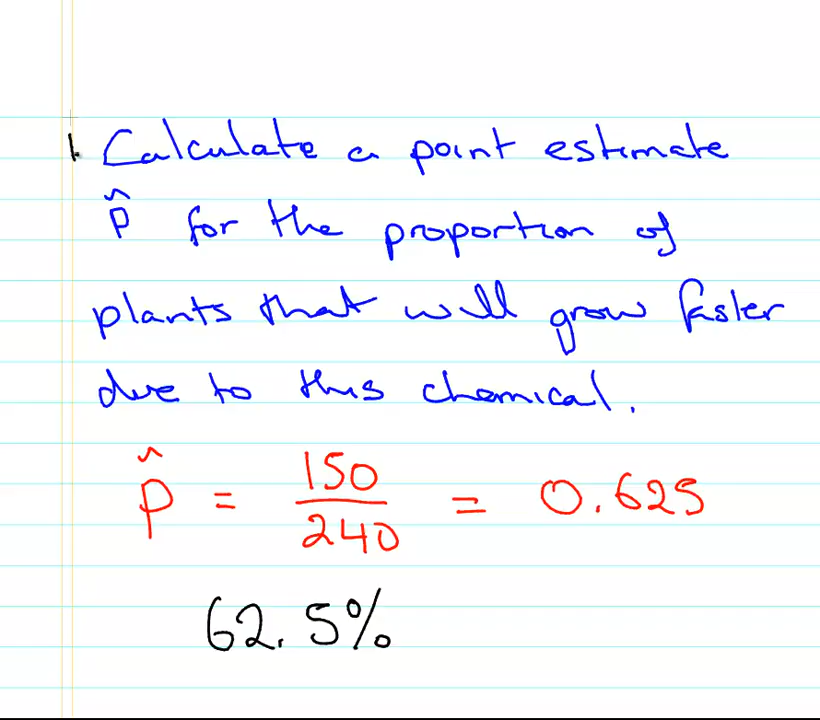 1. Calculate a point estimate
p̂ for the proportion of
plants that will grow faster
due to this chemical.
p̂ = 150/240 = 0.625
62.5%